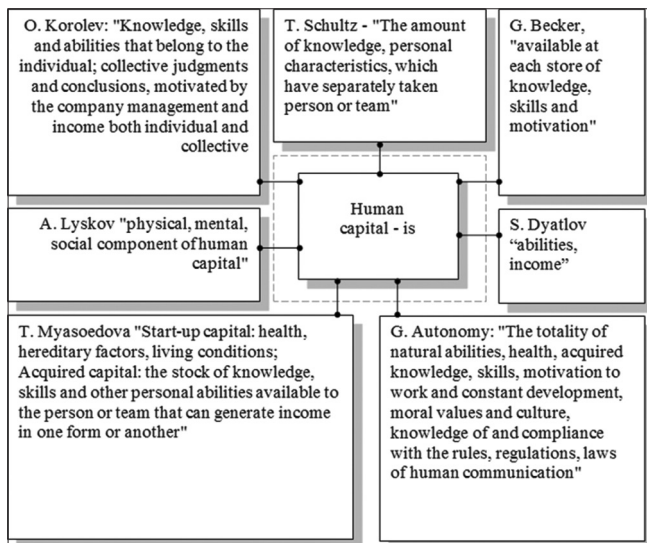 O. Korolev: "Knowledge, skills
and abilities that belong to the
individual; collective judgments
and conclusions, motivated by
the company management and
income both individual and
collective
T. Schultz - "The amount
of knowledge, personal
characteristics, which
have separately taken
person or team"
G. Becker,
"available at
each store of
knowledge,
skills and
motivation"
Human
capital - is
A. Lyskov "physical, mental,
social component of human
capital"
S. Dyatlov
“abilities,
income”
T. Myasoedova "Start-up capital: health,
hereditary factors, living conditions;
Acquired capital: the stock of knowledge,
skills and other personal abilities available to
the person or team that can generate income
in one form or another"
G. Autonomy: "The totality of
natural abilities, health, acquired
knowledge, skills, motivation to
work and constant development,
moral values and culture,
knowledge of and compliance
with the rules, regulations, laws
of human communication"